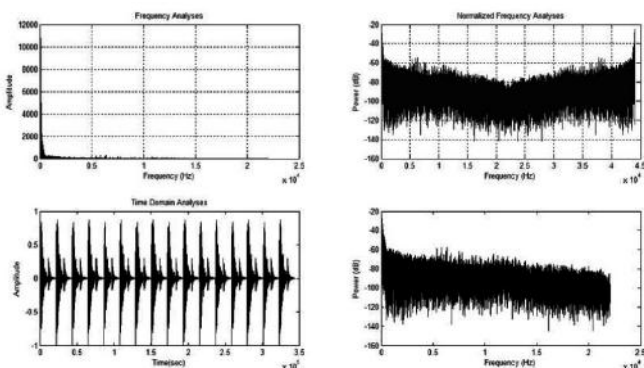 Frequency Analyses
12000
10000
8000
6000
4000
2000
0
Amplitude
0 0.5 1 1.5 2 2.5
Frequency (Hz)
x 10⁴
Normalized Frequency Analyses
-20
-40
-60
-80
-100
-120
-140
-160
Power (dB)
0 0.5 1 1.5 2 2.5 3 3.5 4 4.5
Frequency (Hz)
x 10⁴
Time Domain Analyses
1
0.5
0
-0.5
-1
Amplitude
0 0.5 1 1.5 2 2.5 3 3.5
Time(sec)
-20
-40
-60
-80
-100
-120
-140
-160
Power (dB)
0 0.5 1 1.5 2 2.5
Frequency (Hz)
x 10⁴